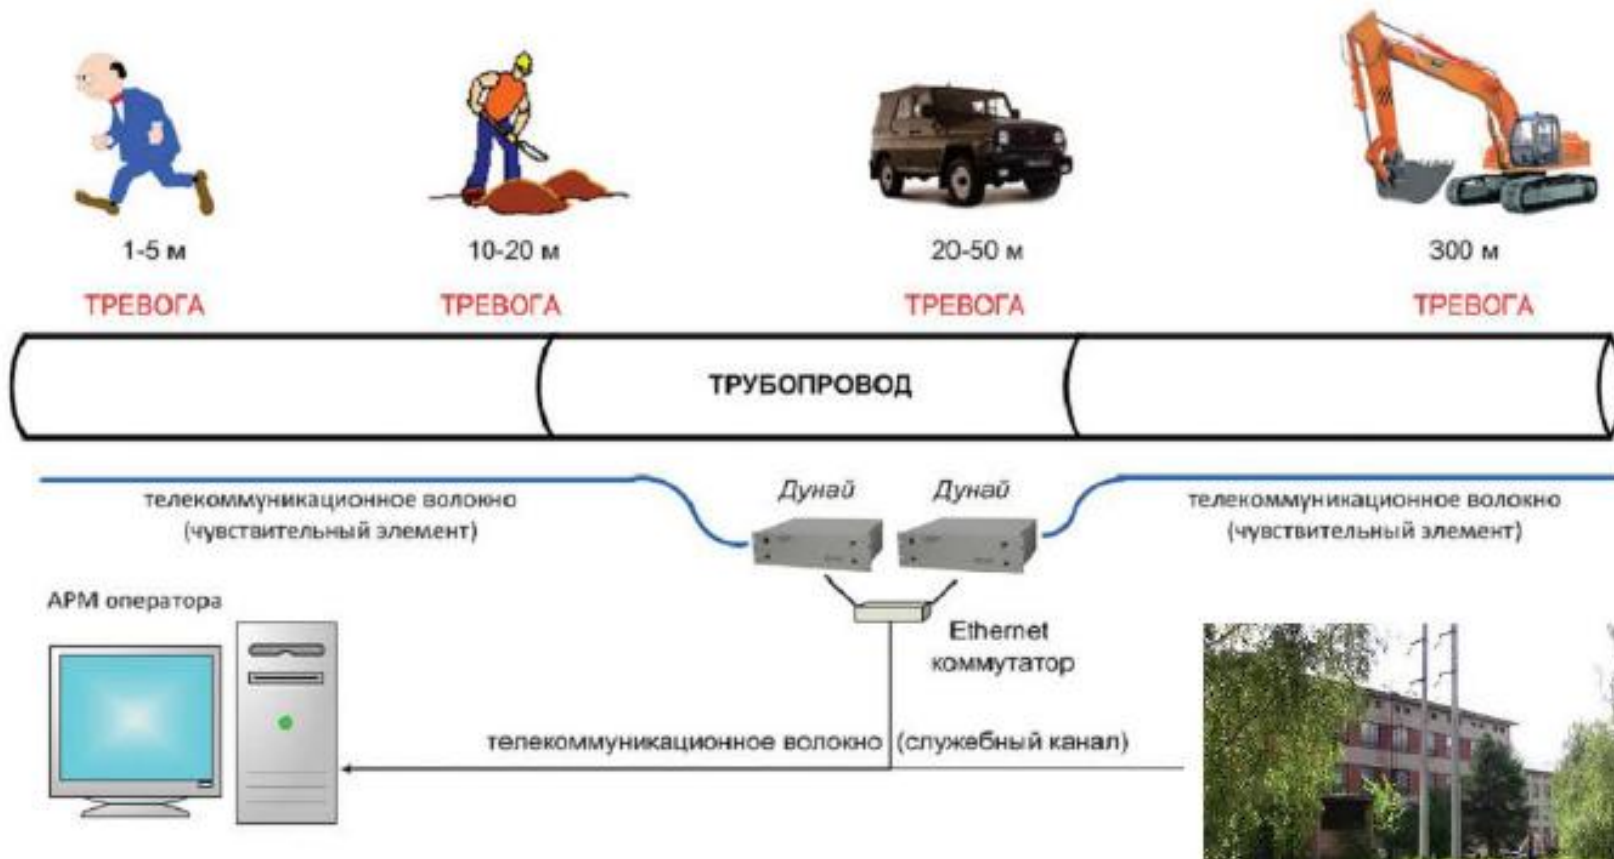 1-5 м
10-20 м
20-50 м
300 м
ТРЕВОГА
ТРЕВОГА
ТРЕВОГА
ТРЕВОГА
ТРУБОПРОВОД
телекоммуникационное волокно
(чувствительный элемент)
Дунай
Дунай
телекоммуникационное волокно
(чувствительный элемент)
АРМ оператора
Ethernet
коммутатор
телекоммуникационное волокно (служебный канал)